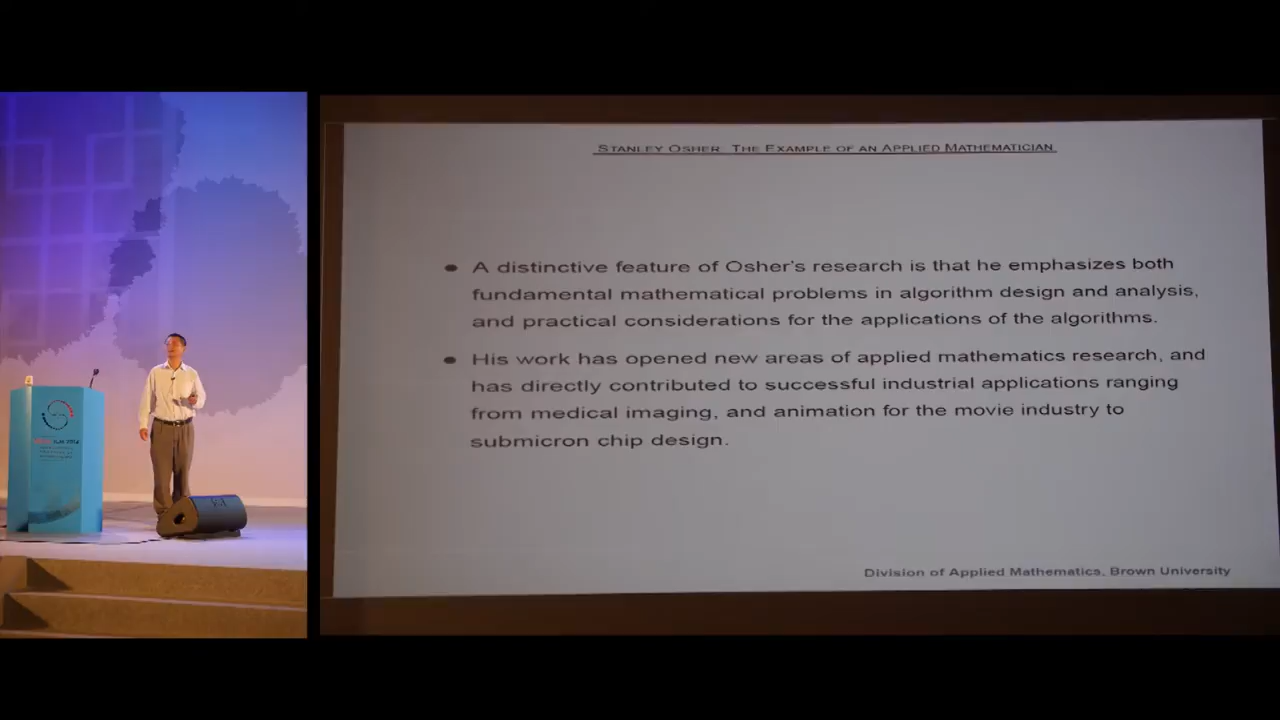 STANLEY OSHER THE EXAMPLE OF AN APPLIED MATHEMATICIAN
● A distinctive feature of Osher's research is that he emphasizes both
fundamental mathematical problems in algorithm design and analysis,
and practical considerations for the applications of the algorithms.
● His work has opened new areas of applied mathematics research, and
has directly contributed to successful industrial applications ranging
from medical imaging, and animation for the movie industry to
submicron chip design.
Division of Applied Mathematics, Brown University